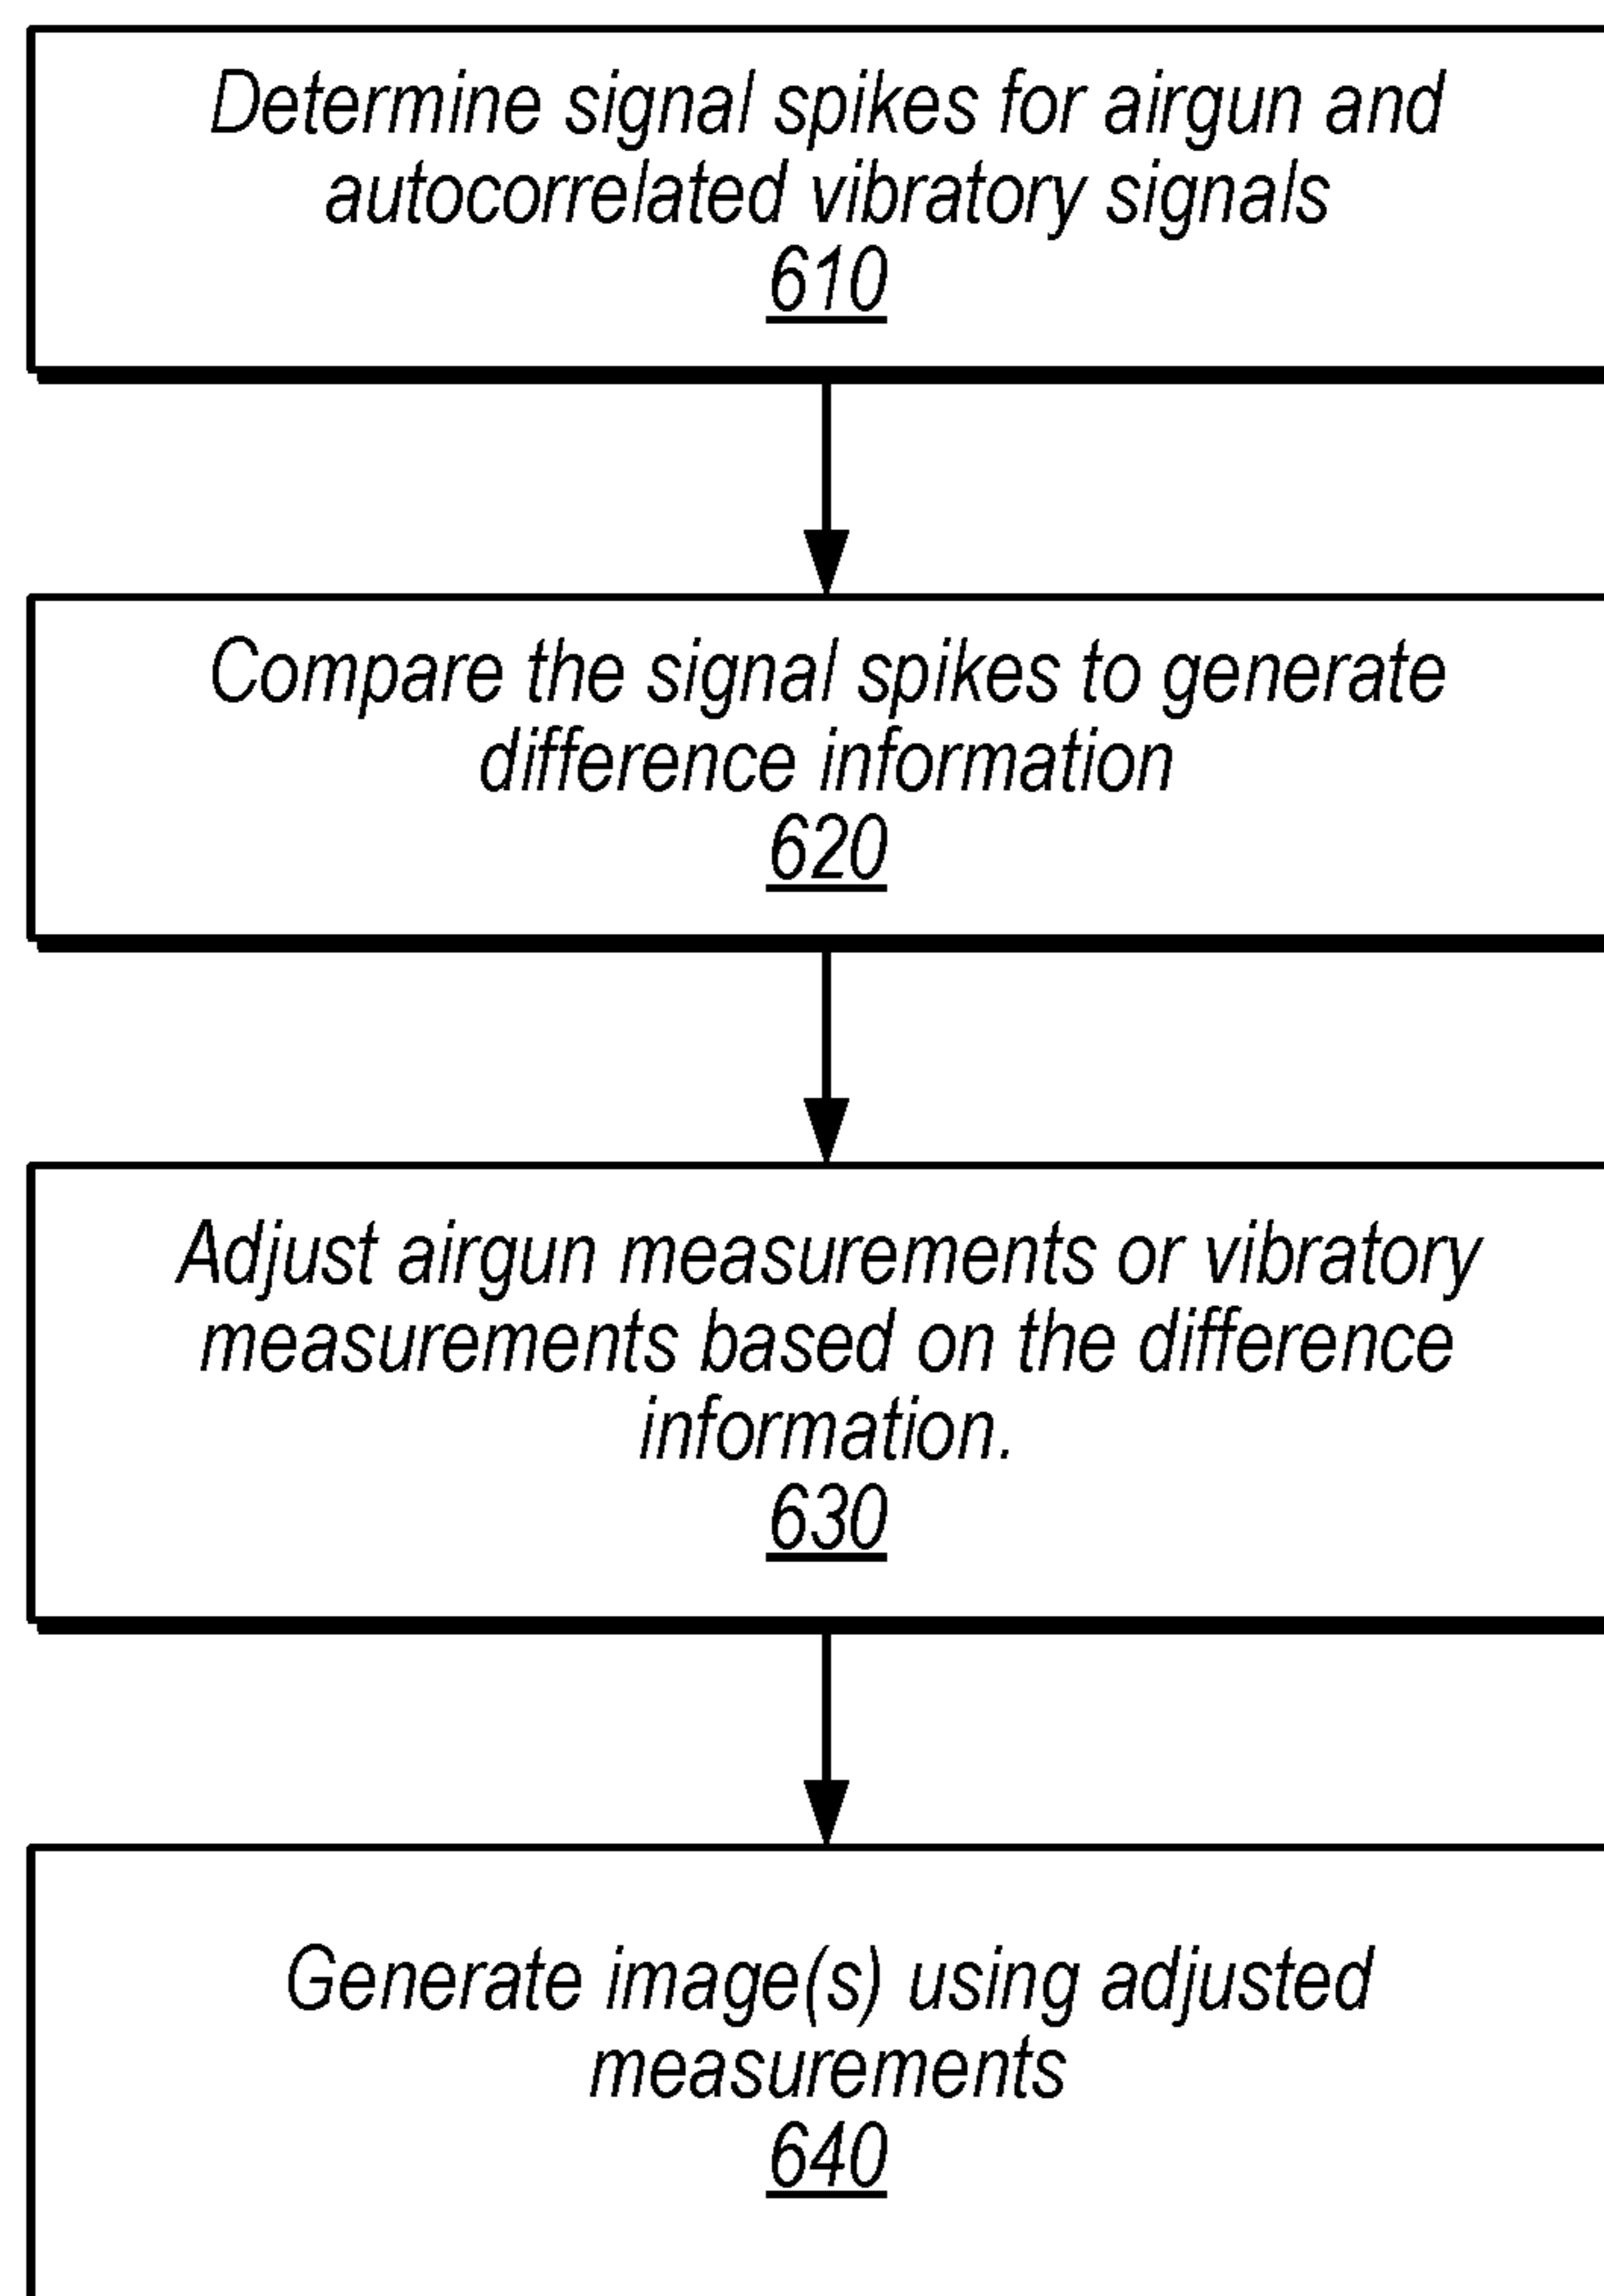 Determine signal spikes for airgun and
autocorrelated vibratory signals
610
Compare the signal spikes to generate
difference information
620
Adjust airgun measurements or vibratory
measurements based on the difference
information.
630
Generate image(s) using adjusted
measurements
640